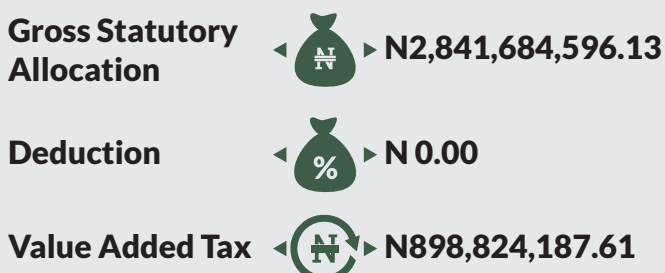 Gross Statutory
Allocation
₦
N2,841,684,596.13
Deduction
%
N 0.00
Value Added Tax
₦
N898,824,187.61